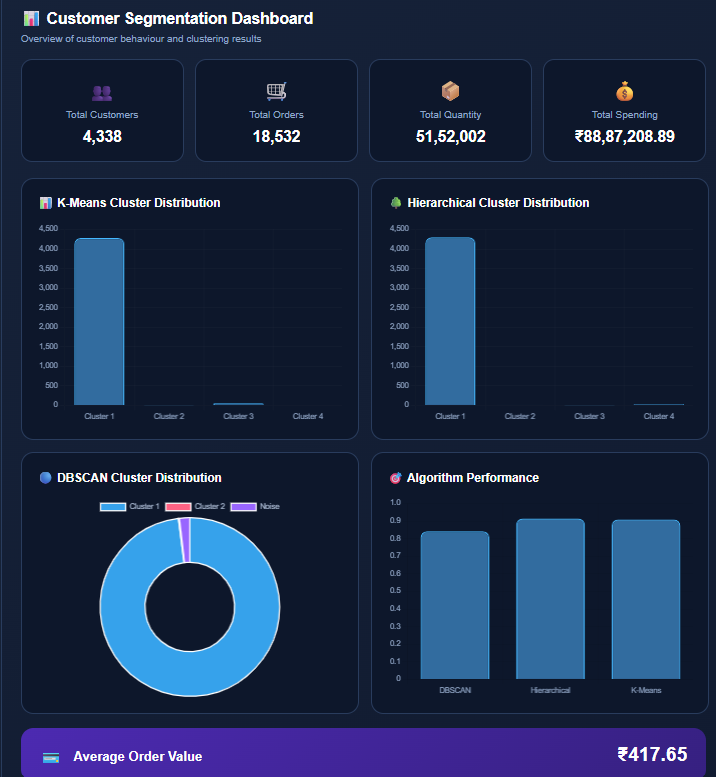 Customer Segmentation Dashboard
Overview of customer behaviour and clustering results
Total Customers
4,338
Total Orders
18,532
Total Quantity
51,52,002
Total Spending
₹88,87,208.89
K-Means Cluster Distribution
4,500
4,000
3,500
3,000
2,500
2,000
1,500
1,000
500
0
Cluster 1 Cluster 2 Cluster 3 Cluster 4
Hierarchical Cluster Distribution
4,500
4,000
3,500
3,000
2,500
2,000
1,500
1,000
500
0
Cluster 1 Cluster 2 Cluster 3 Cluster 4
DBSCAN Cluster Distribution
Cluster 1 Cluster 2 Noise
Algorithm Performance
1.0
0.9
0.8
0.7
0.6
0.5
0.4
0.3
0.2
0.1
0
DBSCAN Hierarchical K-Means
Average Order Value ₹417.65